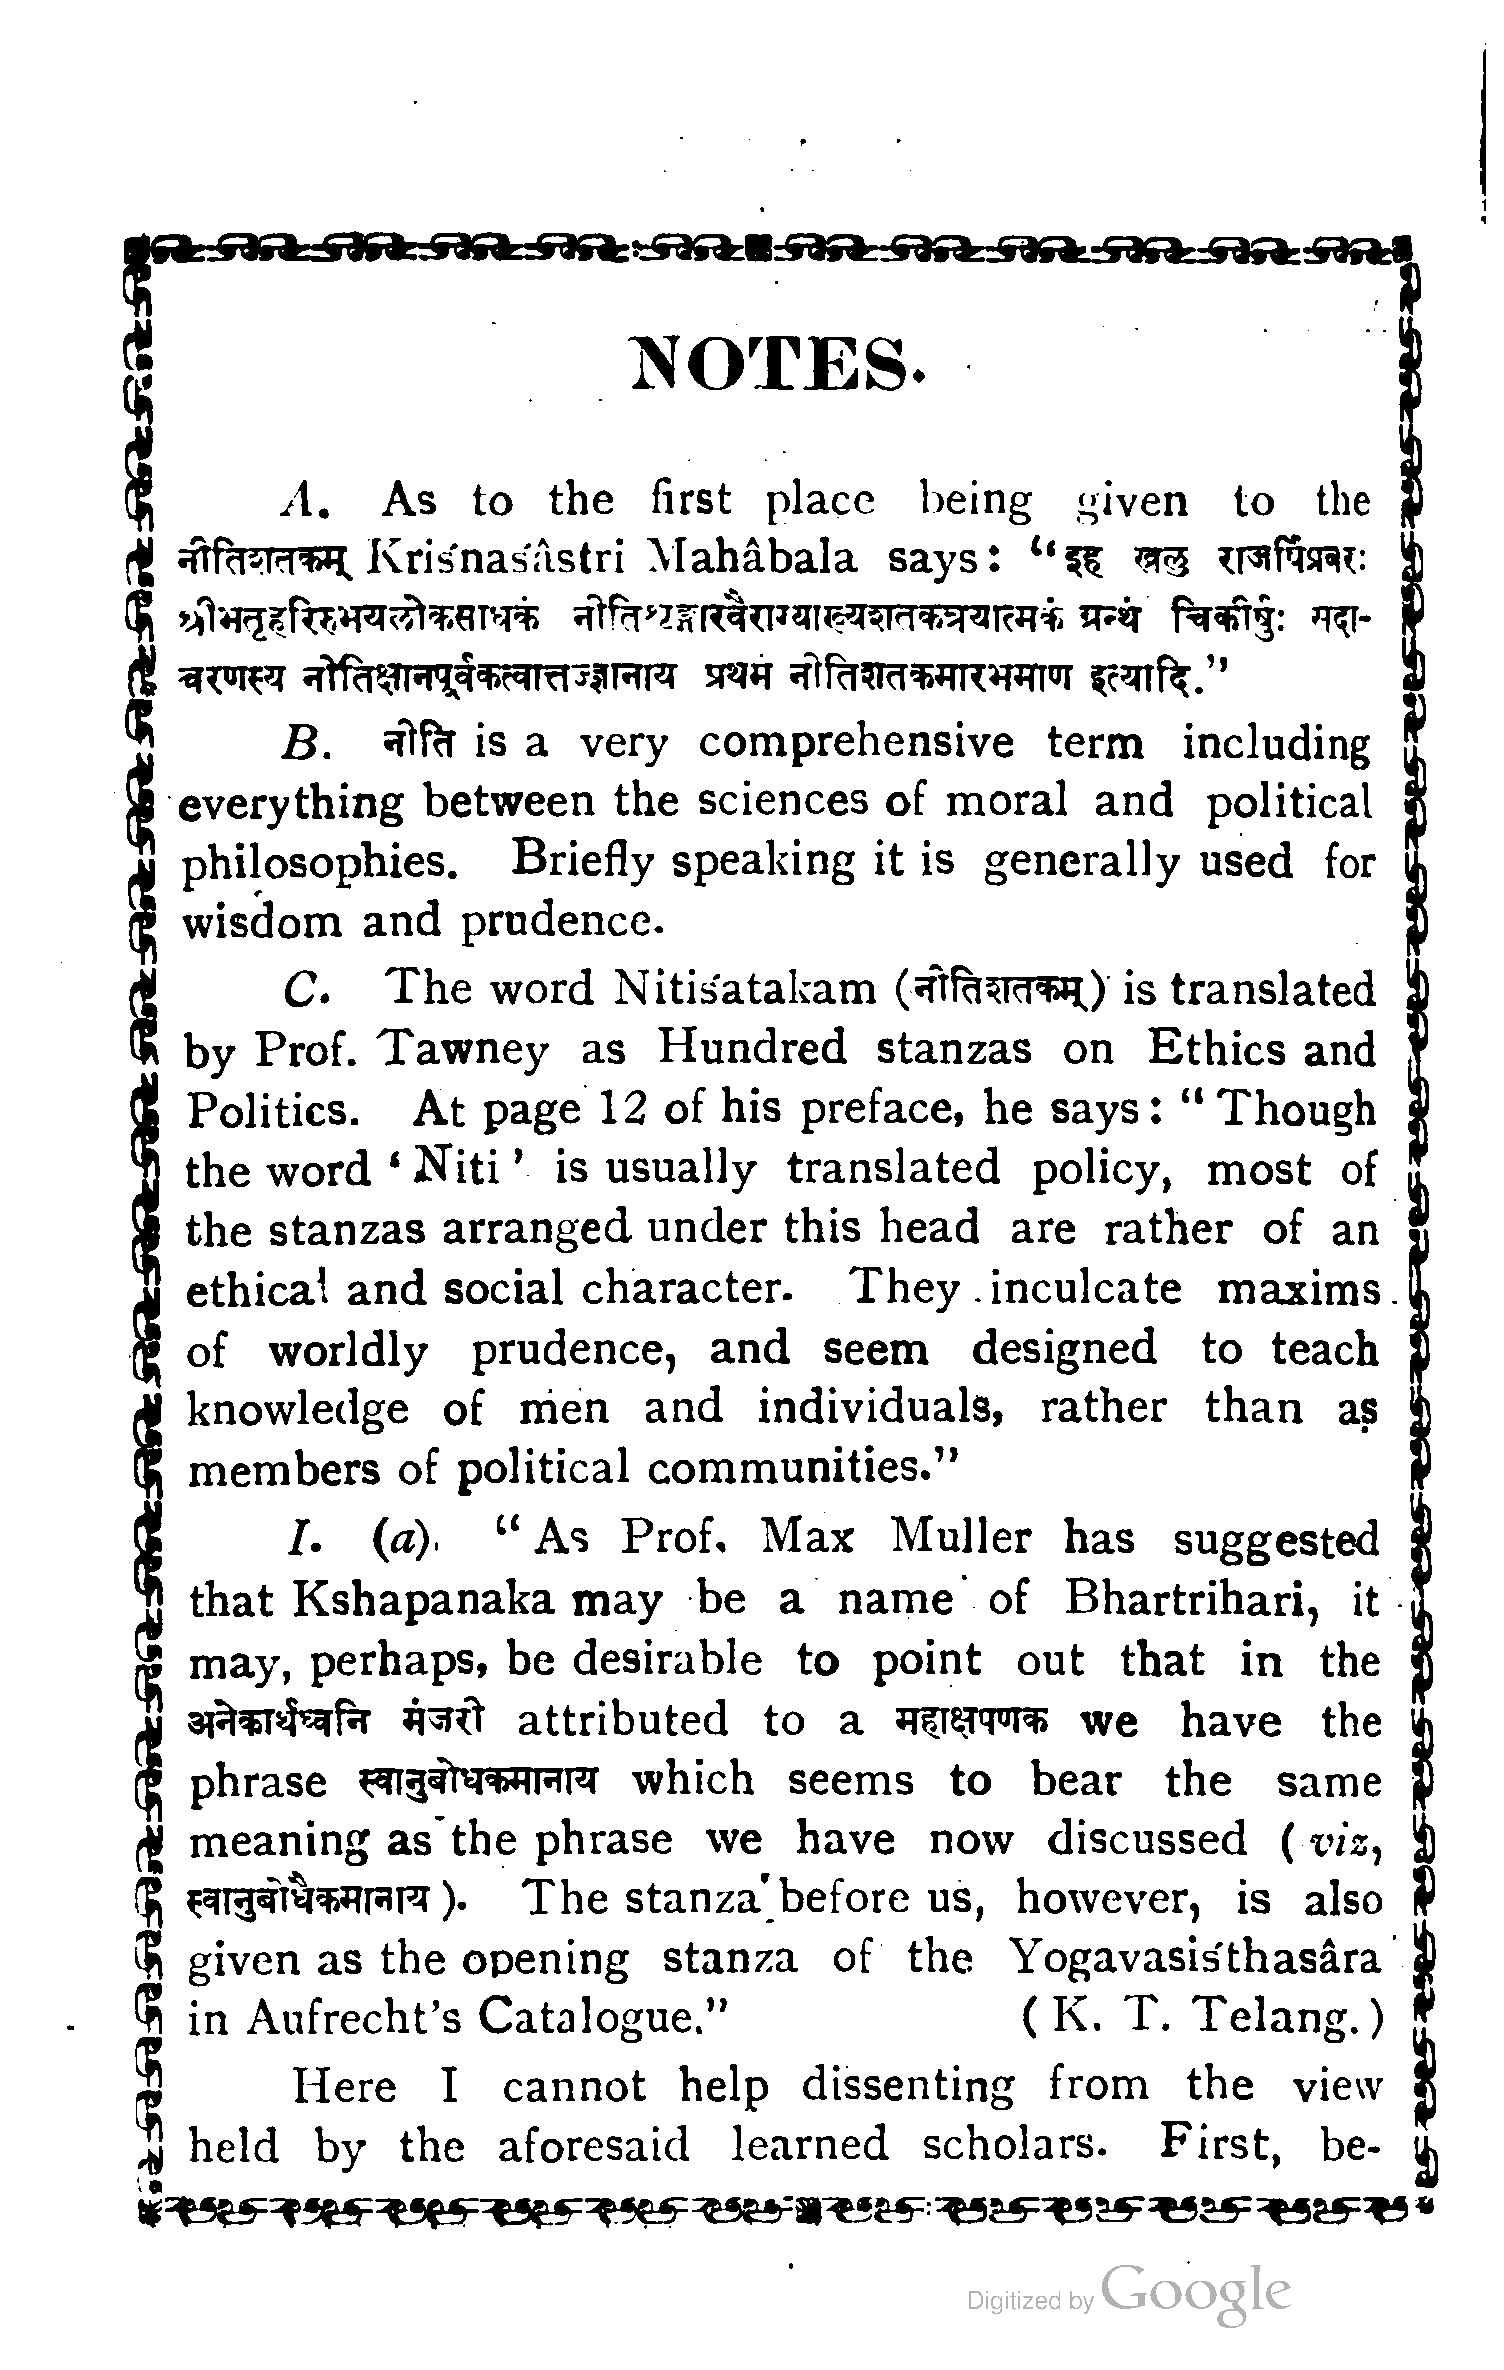 NOTES.
A. As to the first place being given to the
नीतिशतकम् Kris'nas'âstri Mahâbala says: “इह खलु राजर्षिप्रबरः
श्रीभतृहरिरुभयलोकसाधकं नीतिशृङ्गारवैराग्याख्यशतकत्रयात्मकं ग्रन्थं चिकीर्षुः मदा-
चरणस्य नीतिज्ञानपूर्वकत्वात्तज्ज्ञानाय प्रथमं नीतिशतकमारभमाण इत्यादि.”
B. नीति is a very comprehensive term including
everything between the sciences of moral and political
philosophies. Briefly speaking it is generally used for
wisdom and prudence.
C. The word Nitis'atakam (नीतिशतकम्) is translated
by Prof. Tawney as Hundred stanzas on Ethics and
Politics. At page 12 of his preface, he says: “Though
the word ‘Niti’ is usually translated policy, most of
the stanzas arranged under this head are rather of an
ethical and social character. They inculcate maxims
of worldly prudence, and seem designed to teach
knowledge of men and individuals, rather than as
members of political communities.”
I. (a). “As Prof. Max Muller has suggested
that Kshapanaka may be a name of Bhartrihari, it
may, perhaps, be desirable to point out that in the
अनेकार्थध्वनि मंजरी attributed to a महाक्षपणक we have the
phrase स्वानुबोधकमानाय which seems to bear the same
meaning as the phrase we have now discussed (viz,
स्वानुबोधैकमानाय). The stanza before us, however, is also
given as the opening stanza of the Yogavasis'thasâra
in Aufrecht's Catalogue.” (K. T. Telang.)
Here I cannot help dissenting from the view
held by the aforesaid learned scholars. First, be-
Digitized by Google